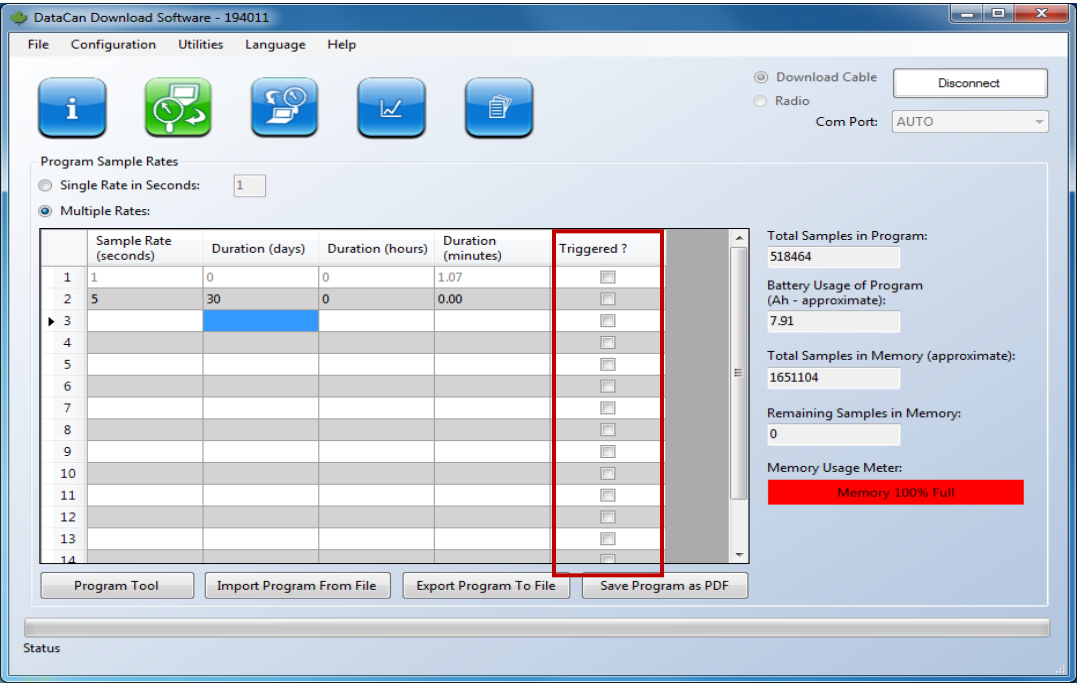 DataCan Download Software - 194011
File Configuration Utilities Language Help
Download Cable
Disconnect
Radio
Com Port: AUTO
Program Sample Rates
Single Rate in Seconds: 1
Multiple Rates:
Sample Rate (seconds) Duration (days) Duration (hours) Duration (minutes) Triggered ?
1 1 0 0 1.07
2 5 30 0 0.00
3
4
5
6
7
8
9
10
11
12
13
14
Total Samples in Program:
518464
Battery Usage of Program
(Ah - approximate):
7.91
Total Samples in Memory (approximate):
1651104
Remaining Samples in Memory:
0
Memory Usage Meter:
Memory 100% Full
Program Tool Import Program From File Export Program To File Save Program as PDF
Status